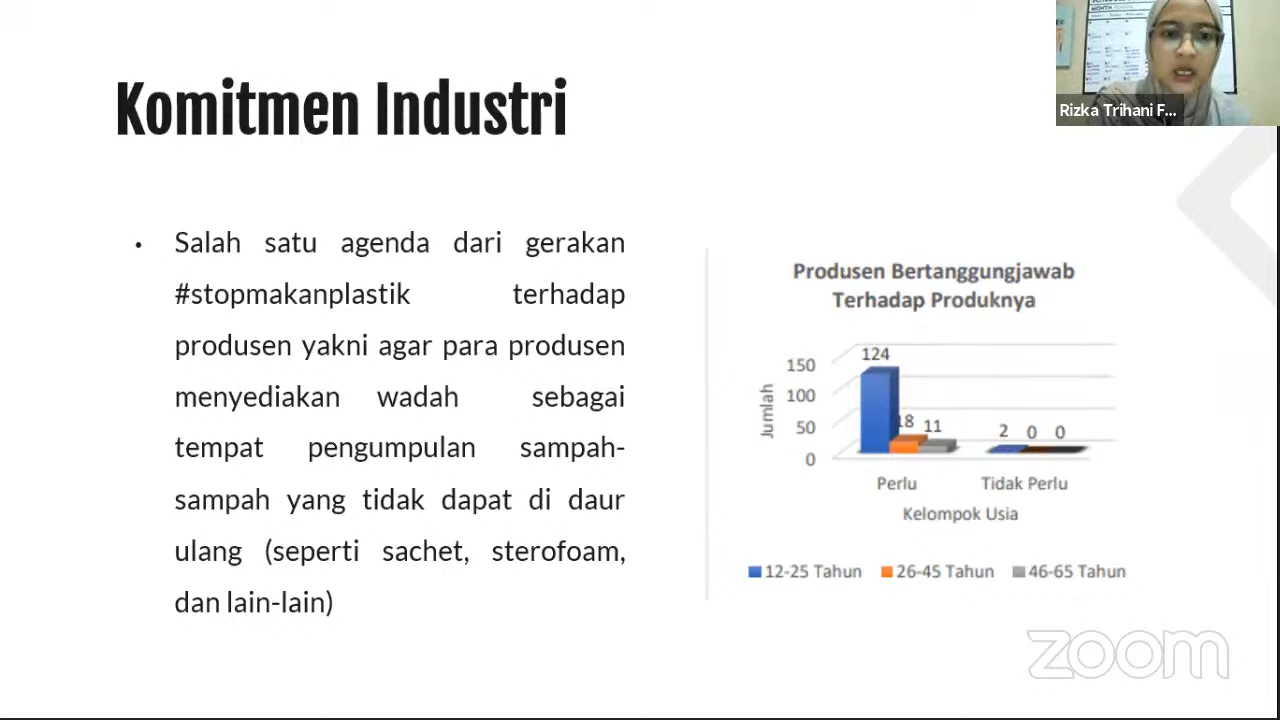 Komitmen Industri
Rizka Trihani F...
• Salah satu agenda dari gerakan
#stopmakanplastik terhadap
produsen yakni agar para produsen
menyediakan wadah sebagai
tempat pengumpulan sampah-
sampah yang tidak dapat di daur
ulang (seperti sachet, sterofoam,
dan lain-lain)
Produsen Bertanggungjawab
Terhadap Produknya
Jumlah
150
100
50
0
124
18
11
2
0
0
Perlu
Tidak Perlu
Kelompok Usia
12-25 Tahun
26-45 Tahun
46-65 Tahun
zoom